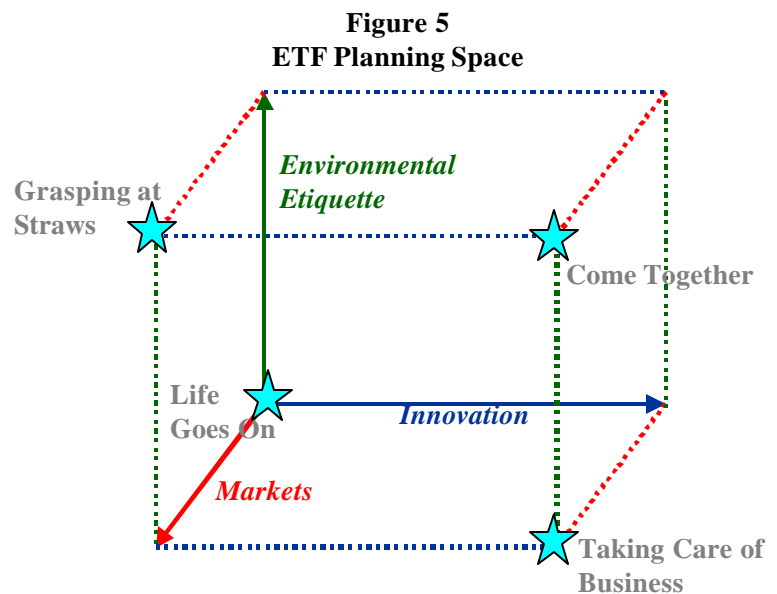 Figure 5
ETF Planning Space
Environmental
Etiquette
Grasping at
Straws
Come Together
Life
Goes On
Innovation
Markets
Taking Care of
Business